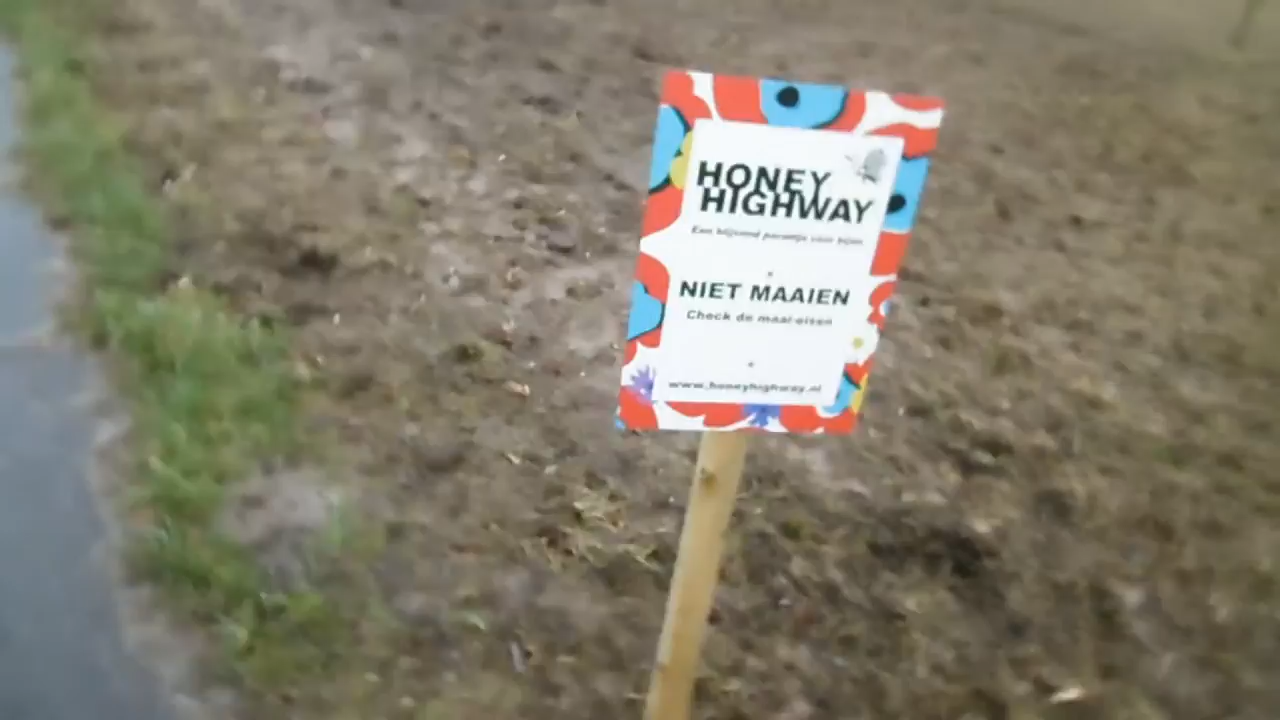 HONEY
HIGHWAY
Een blijvend paradijs voor bijen
NIET MAAIEN
Check de maai-eisen
www.honeyhighway.nl